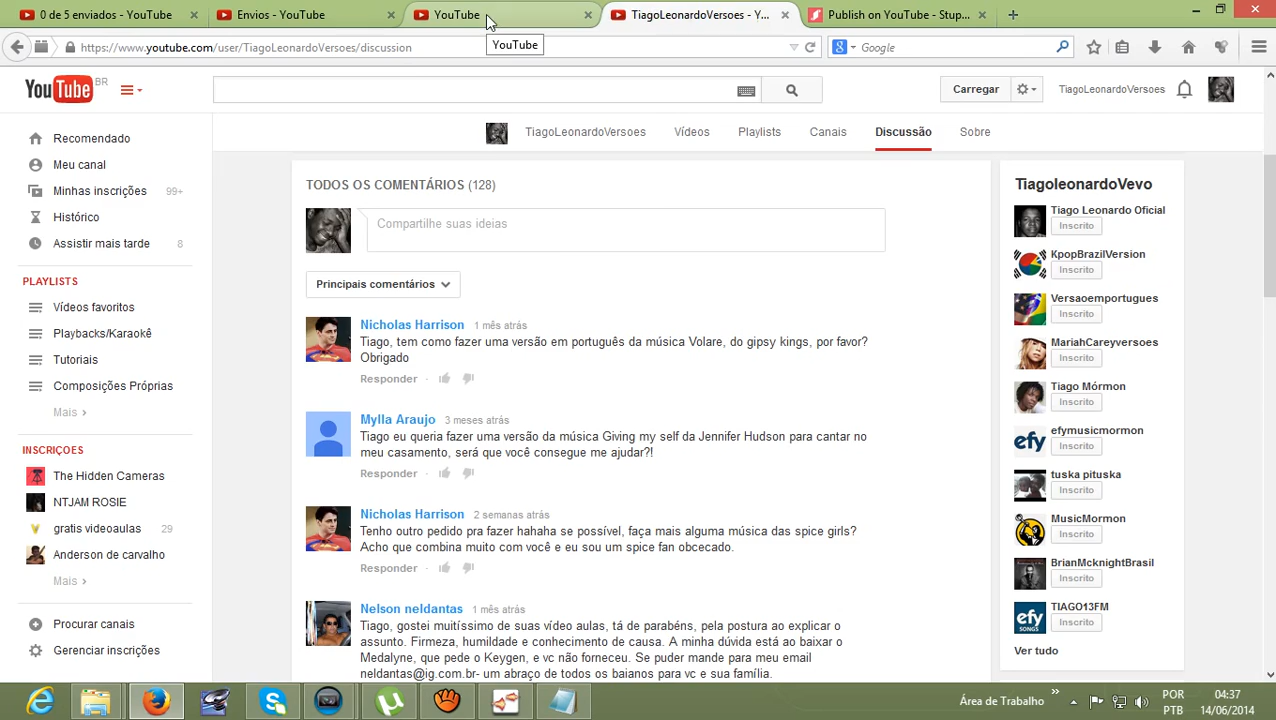 0 de 5
Envios - YouTube
YouTube
TiagoLeonardoVersoes - Y...
Publish on YouTube - Stup...
YouTube
https://www.youtube.com/user/TiagoLeonardoVersoes/discussion
Google
YouTube BR
Carregar
TiagoLeonardoVersoes
TiagoLeonardoVersoes
Vídeos
Playlists
Canais
Discussão
Sobre
Recomendado
Meu canal
Minhas inscrições 99+
Histórico
Assistir mais tarde 8
PLAYLISTS
Vídeos favoritos
Playbacks/Karaokê
Tutoriais
Composições Próprias
Mais
INSCRIÇOES
The Hidden Cameras
NTJAM ROSIE
gratis videoaulas 29
Anderson de carvalho
Mais
Procurar canais
Gerenciar inscrições
TODOS OS COMENTÁRIOS (128)
Compartilhe suas ideias
Principais comentários
Nicholas Harrison 1 mês atrás
Tiago, tem como fazer uma versão em português da música Volare, do gipsy kings, por favor?
Obrigado
Responder
Mylla Araujo 3 meses atrás
Tiago eu queria fazer uma versão da música Giving my self da Jennifer Hudson para cantar no
meu casamento, será que você consegue me ajudar?!
Responder
Nicholas Harrison 2 semanas atrás
Tenho outro pedido pra fazer hahaha se possível, faça mais alguma música das spice girls?
Acho que combina muito com você e eu sou um spice fan obcecado.
Responder
Nelson neldantas 1 mês atrás
Tiago, gostei muitíssimo de suas vídeo aulas, tá de parabéns, pela postura ao explicar o
assunto. Firmeza, humildade e conhecimento de causa. A minha dúvida está ao baixar o
Medalyne, que pede o Keygen, e vc não forneceu. Se puder mande para meu email
neldantas@ig.com.br- um abraço de todos os baianos para vc e sua família.
TiagoleonardoVevo
Tiago Leonardo Oficial
Inscrito
KpopBrazilVersion
Inscrito
Versaoemportugues
Inscrito
MariahCareyversoes
Inscrito
Tiago Mórmon
Inscrito
efy
efymusicmormon
Inscrito
tuska pituska
Inscrito
MusicMormon
Inscrito
BrianMcknightBrasil
Inscrito
efy
SONGS
TIAGO13FM
Inscrito
Ver tudo
Área de Trabalho
POR
PTB
04:37
14/06/2014